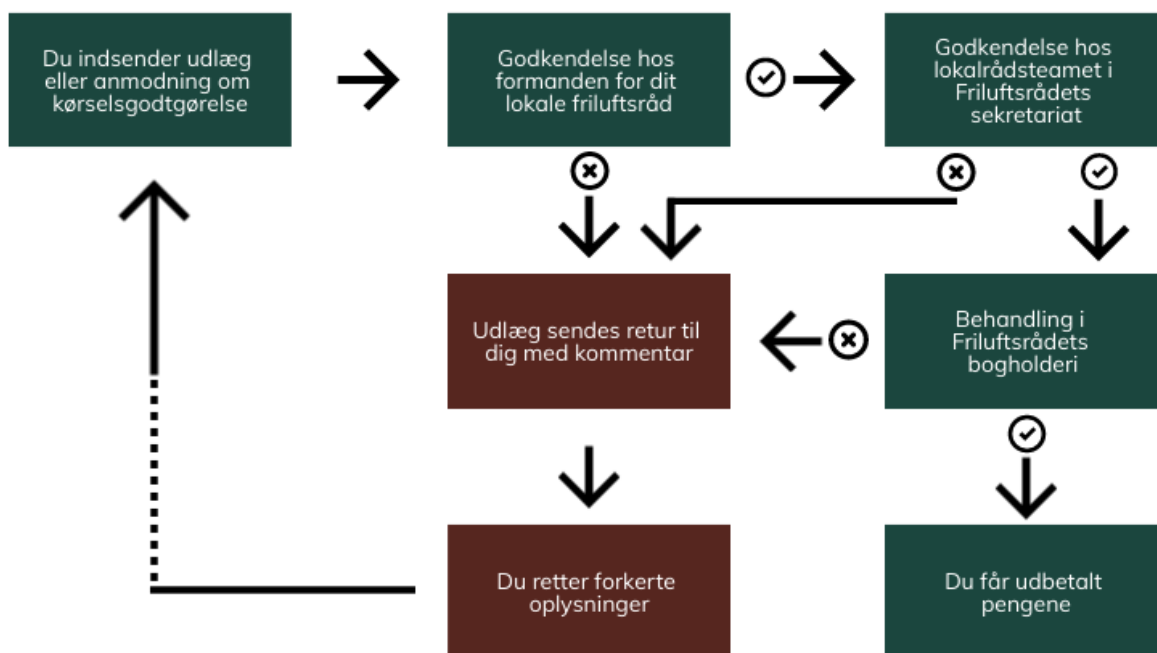 Du indsender udlæg
eller anmodning om
kørselsgodtgørelse
Godkendelse hos
formanden for dit
lokale friluftsråd
Godkendelse hos
lokalrådsteamet i
Friluftsrådets
sekretariat
Udlæg sendes retur til
dig med kommentar
Behandling i
Friluftsrådets
bogholderi
Du retter forkerte
oplysninger
Du får udbetalt
pengene